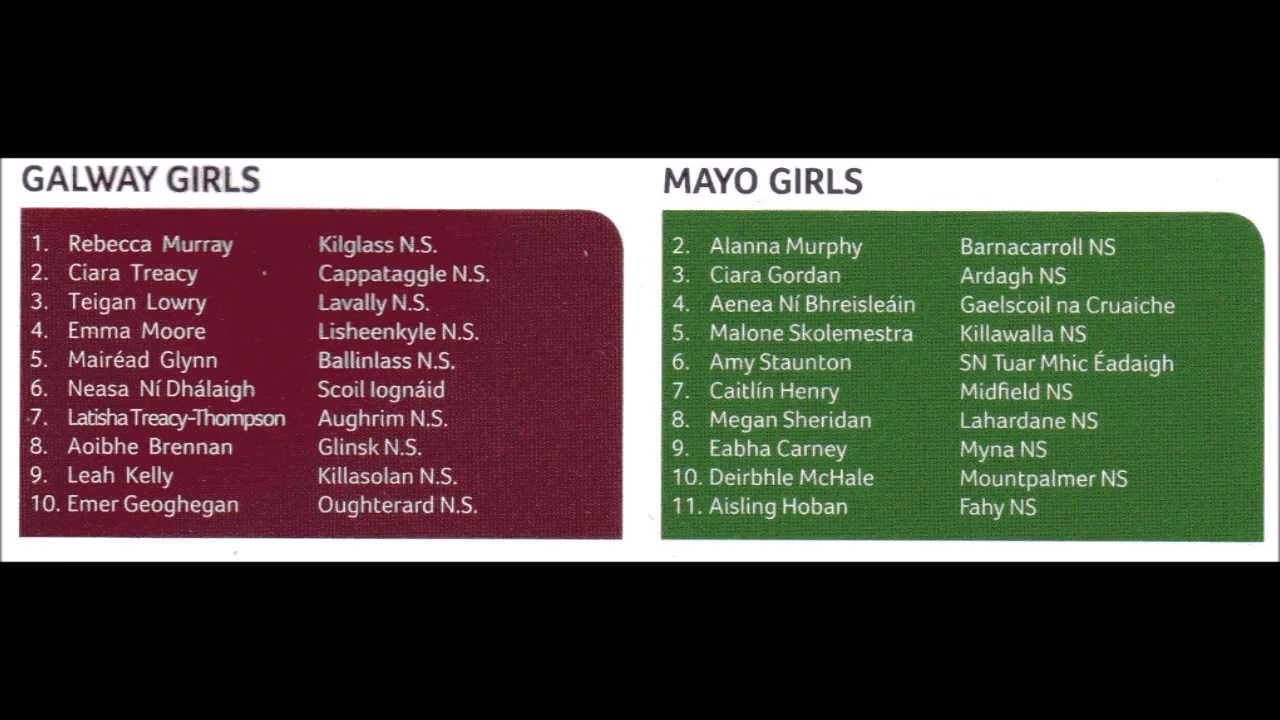 GALWAY GIRLS
1. Rebecca Murray Kilglass N.S.
2. Ciara Treacy Cappataggle N.S.
3. Teigan Lowry Lavally N.S.
4. Emma Moore Lisheenkyle N.S.
5. Mairéad Glynn Ballinlass N.S.
6. Neasa Ní Dhálaigh Scoil Iognáid
7. Latisha Treacy-Thompson Aughrim N.S.
8. Aoibhe Brennan Glinsk N.S.
9. Leah Kelly Killasolan N.S.
10. Emer Geoghegan Oughterard N.S.
MAYO GIRLS
2. Alanna Murphy Barnacarroll NS
3. Ciara Gordan Ardagh NS
4. Aenea Ní Bhreisleáin Gaelscoil na Cruaiche
5. Malone Skolemestra Killawalla NS
6. Amy Staunton SN Tuar Mhic Éadaigh
7. Caitlín Henry Midfield NS
8. Megan Sheridan Lahardane NS
9. Eabha Carney Myna NS
10. Deirbhle McHale Mountpalmer NS
11. Aisling Hoban Fahy NS